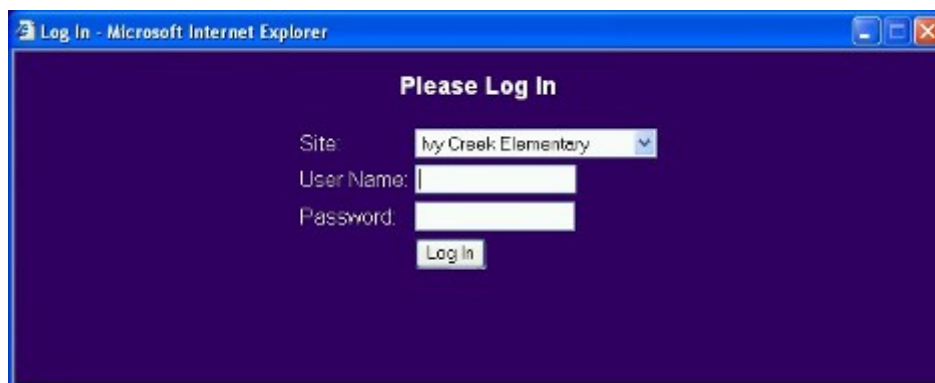 Log In - Microsoft Internet Explorer
Please Log In
Site: Ivy Creek Elementary
User Name:
Password:
Log In